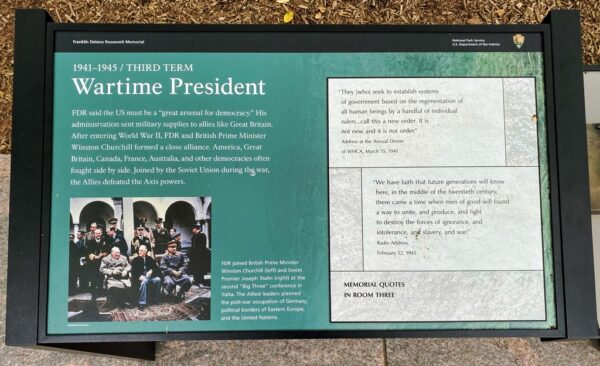 Franklin Delano Roosevelt Memorial
National Park Service
U.S. Department of the Interior
1941–1945 / THIRD TERM
Wartime President
FDR said the US must be a “great arsenal for democracy.” His
administration sent military supplies to allies like Great Britain.
After entering World War II, FDR and British Prime Minister
Winston Churchill formed a close alliance. America, Great
Britain, Canada, France, Australia, and other democracies often
fought side by side. Joined by the Soviet Union during the war,
the Allies defeated the Axis powers.
FDR joined British Prime Minister
Winston Churchill (left) and Soviet
Premier Joseph Stalin (right) at the
second “Big Three” conference in
Yalta. The Allied leaders planned
the post-war occupation of Germany,
political borders of Eastern Europe,
and the United Nations.
“They (who) seek to establish systems
of government based on the regimentation of
all human beings by a handful of individual
rulers...call this a new order. It is
not new and it is not order.”
Address at the Annual Dinner
of WHCA, March 15, 1941
“We have faith that future generations will know
here, in the middle of the twentieth century,
there came a time when men of good will found
a way to unite, and produce, and fight
to destroy the forces of ignorance, and
intolerance, and slavery, and war.”
Radio Address,
February 12, 1943
MEMORIAL QUOTES
IN ROOM THREE